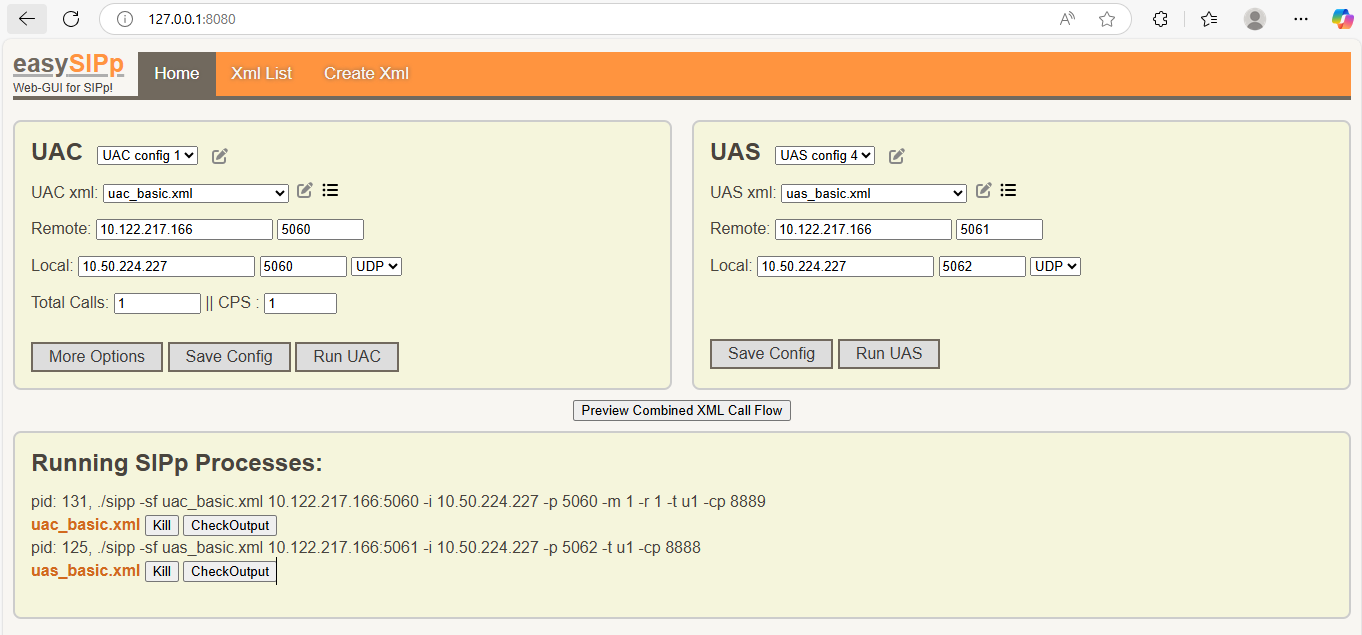 127.0.0.1:8080
easySIPp
Web-GUI for SIPp!
Home Xml List Create Xml
UAC UAC config 1
UAC xml: uac_basic.xml
Remote: 10.122.217.166 5060
Local: 10.50.224.227 5060 UDP
Total Calls: 1 || CPS : 1
More Options Save Config Run UAC
UAS UAS config 4
UAS xml: uas_basic.xml
Remote: 10.122.217.166 5061
Local: 10.50.224.227 5062 UDP
Save Config Run UAS
Preview Combined XML Call Flow
Running SIPp Processes:
pid: 131, ./sipp -sf uac_basic.xml 10.122.217.166:5060 -i 10.50.224.227 -p 5060 -m 1 -r 1 -t u1 -cp 8889
uac_basic.xml Kill CheckOutput
pid: 125, ./sipp -sf uas_basic.xml 10.122.217.166:5061 -i 10.50.224.227 -p 5062 -t u1 -cp 8888
uas_basic.xml Kill CheckOutput